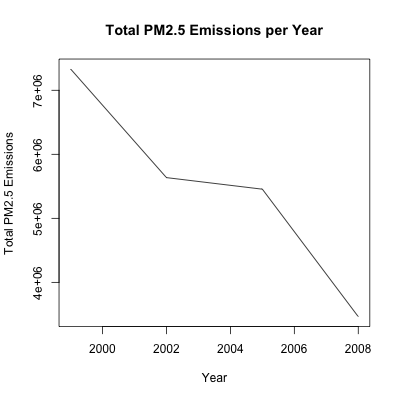 Total PM2.5 Emissions per Year
Total PM2.5 Emissions
7e+06
6e+06
5e+06
4e+06
2000 2002 2004 2006 2008
Year